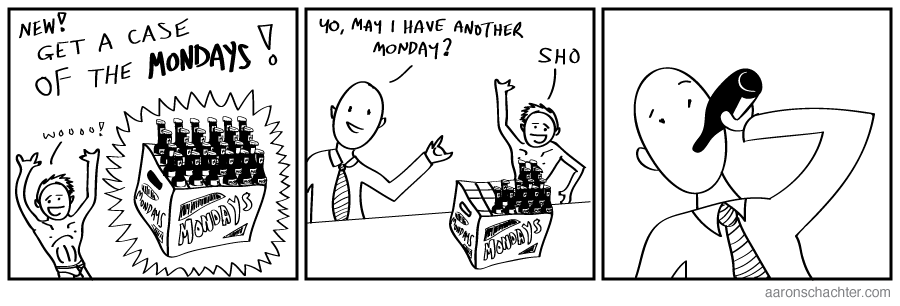 NEW!
GET A CASE
OF THE MONDAYS!
WOOOO!
MONDAYS
MONDAYS
YO, MAY I HAVE ANOTHER
MONDAY?
SHO
MONDAYS
MONDAYS
aaronschachter.com